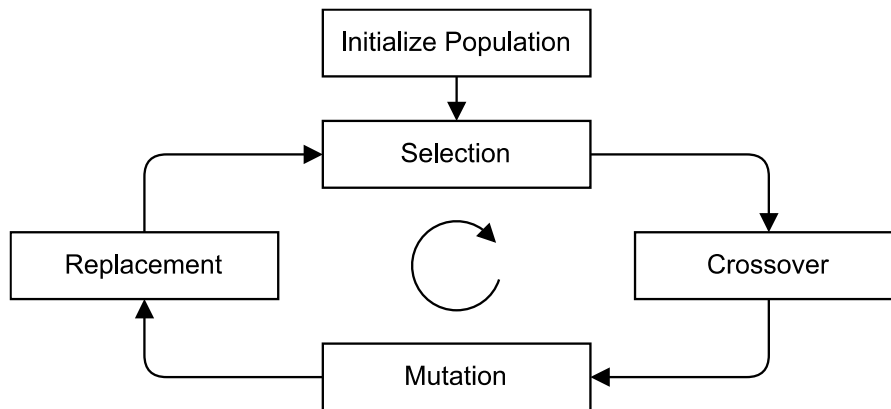 Initialize Population
Selection
Replacement
Crossover
Mutation